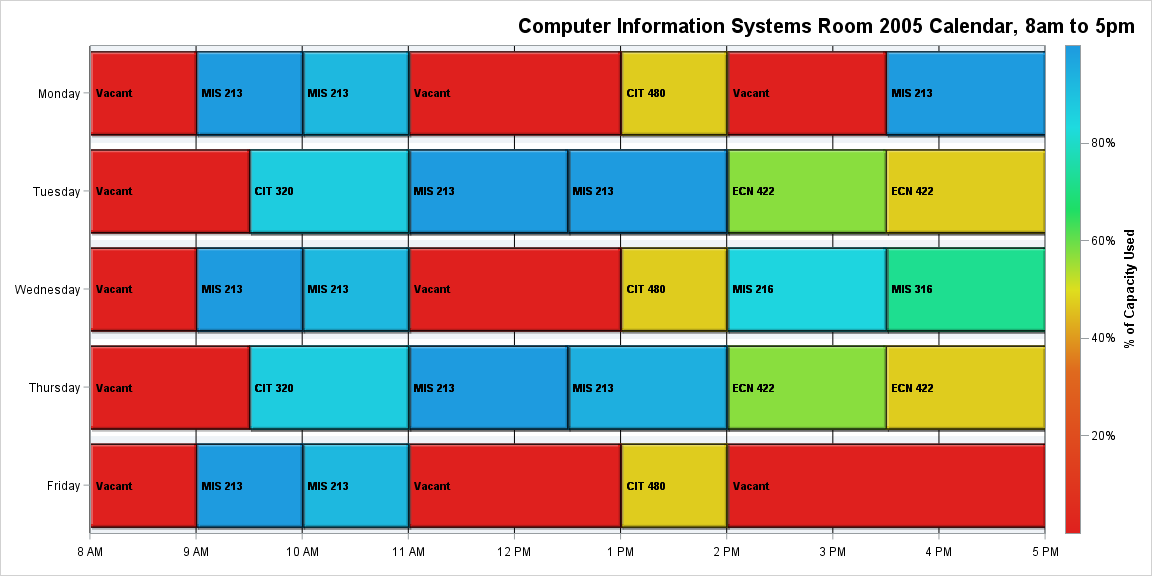 Computer Information Systems Room 2005 Calendar, 8am to 5pm
Monday
Vacant
MIS 213
MIS 213
Vacant
CIT 480
Vacant
MIS 213
Tuesday
Vacant
CIT 320
MIS 213
MIS 213
ECN 422
ECN 422
Wednesday
Vacant
MIS 213
MIS 213
Vacant
CIT 480
MIS 216
MIS 316
Thursday
Vacant
CIT 320
MIS 213
MIS 213
ECN 422
ECN 422
Friday
Vacant
MIS 213
MIS 213
Vacant
CIT 480
Vacant
8 AM
9 AM
10 AM
11 AM
12 PM
1 PM
2 PM
3 PM
4 PM
5 PM
80%
60%
40%
20%
% of Capacity Used